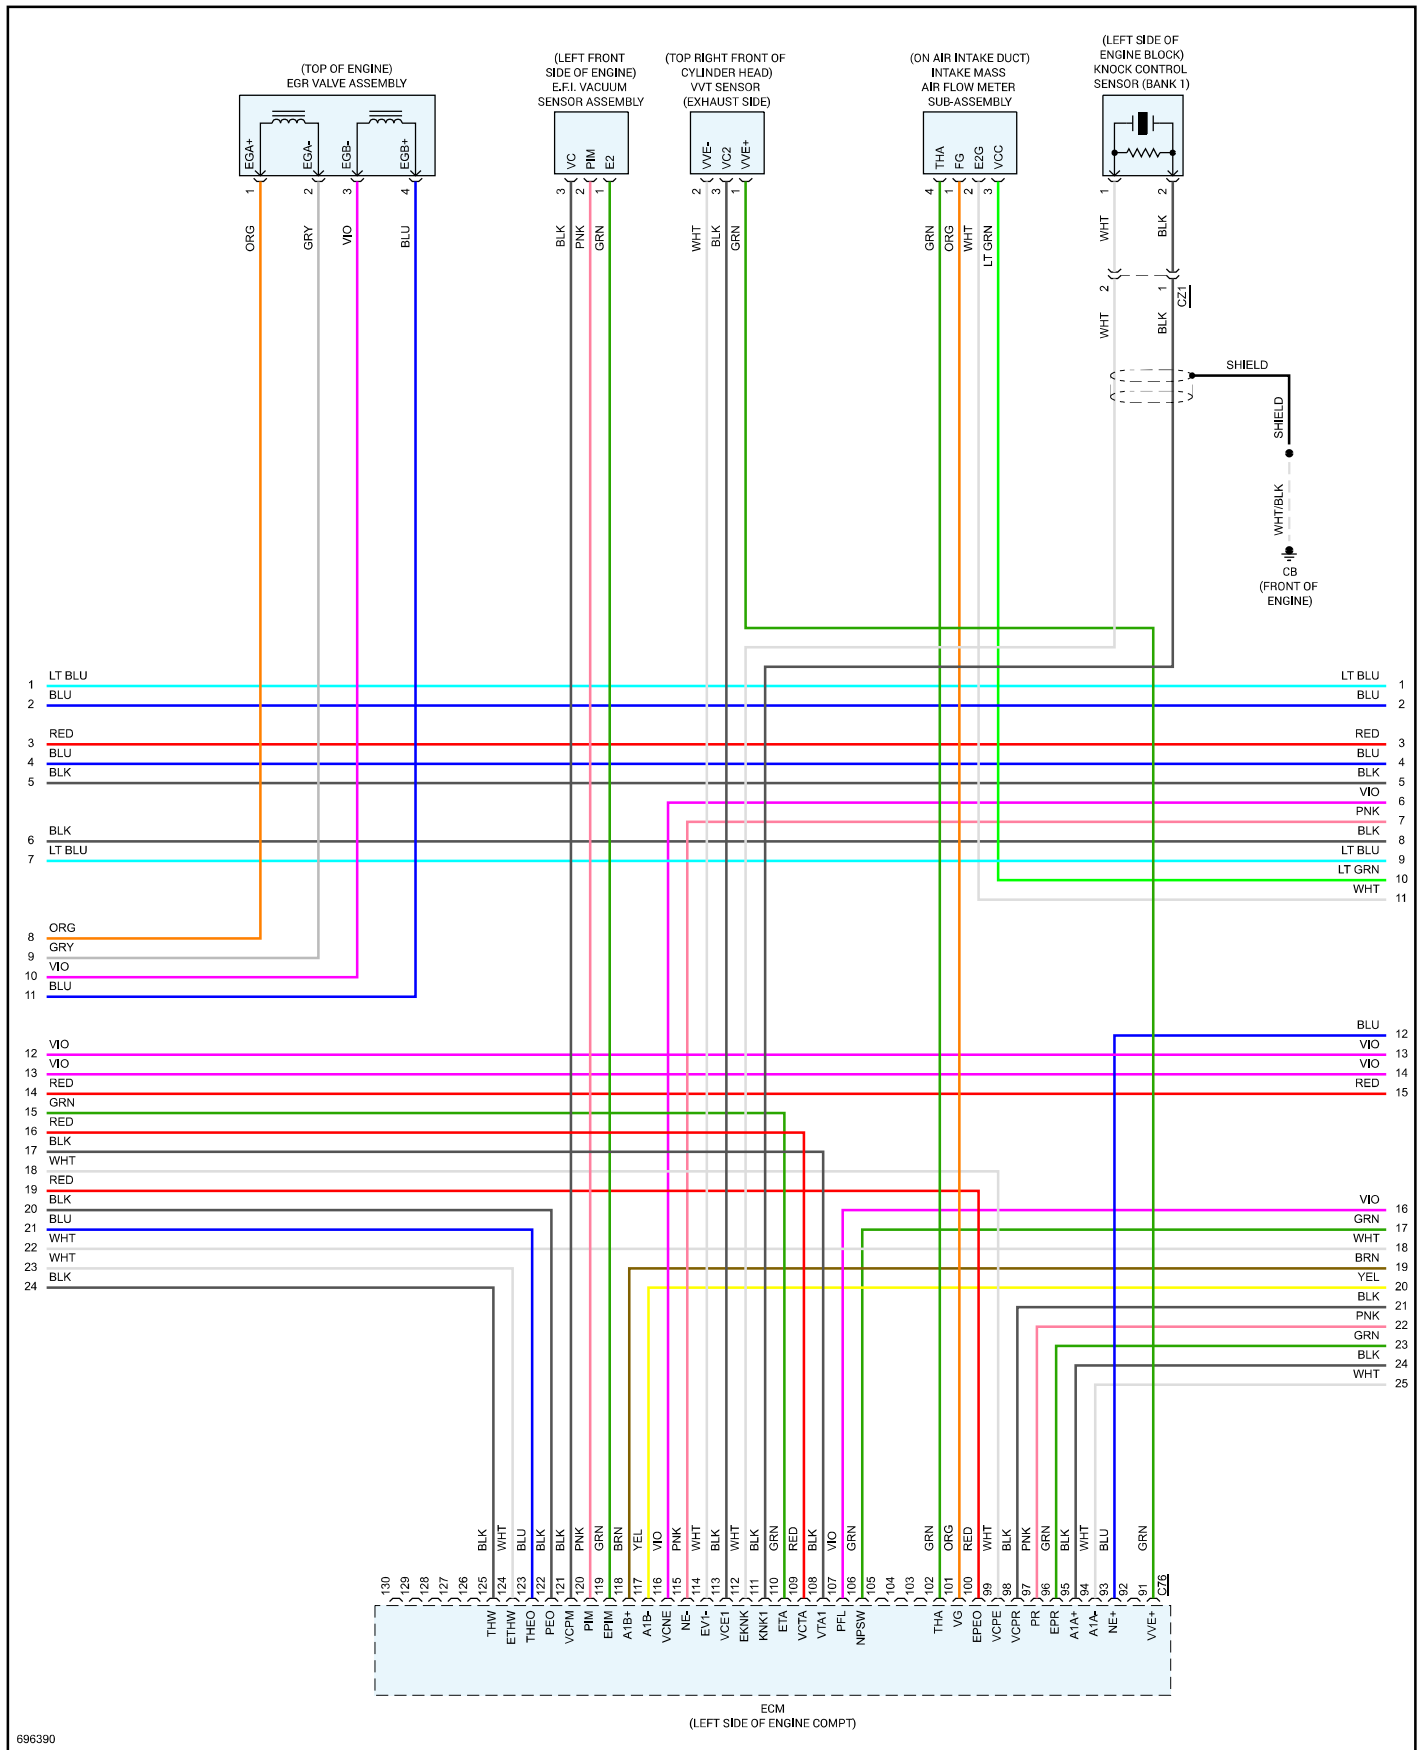 (TOP OF ENGINE)
EGR VALVE ASSEMBLY
(LEFT FRONT
SIDE OF ENGINE)
E.F.I. VACUUM
SENSOR ASSEMBLY
(TOP RIGHT FRONT OF
CYLINDER HEAD)
VVT SENSOR
(EXHAUST SIDE)
(ON AIR INTAKE DUCT)
INTAKE MASS
AIR FLOW METER
SUB-ASSEMBLY
(LEFT SIDE OF
ENGINE BLOCK)
KNOCK CONTROL
SENSOR (BANK 1)
EGA+ EGA- EGB- EGB+
VC PIM E2
VVE- VC2 VVE+
THA FG E2G VCC
1 2 3 4
3 2 1
2 3 1
4 1 2 3
1 2
ORG GRY VIO BLU
BLK PNK GRN
WHT BLK GRN
GRN ORG WHT LT GRN
WHT BLK
2 1 CZ1
WHT BLK
SHIELD
SHIELD
WHT/BLK
CB
(FRONT OF
ENGINE)
1 LT BLU
2 BLU
3 RED
4 BLU
5 BLK
6 BLK
7 LT BLU
8 ORG
9 GRY
10 VIO
11 BLU
12 VIO
13 VIO
14 RED
15 GRN
16 RED
17 BLK
18 WHT
19 RED
20 BLK
21 BLU
22 WHT
23 WHT
24 BLK
LT BLU 1
BLU 2
RED 3
BLU 4
BLK 5
VIO 6
PNK 7
BLK 8
LT BLU 9
LT GRN 10
WHT 11
BLU 12
VIO 13
VIO 14
RED 15
VIO 16
GRN 17
WHT 18
BRN 19
YEL 20
BLK 21
PNK 22
GRN 23
BLK 24
WHT 25
BLK WHT BLU BLK BLK PNK GRN BRN YEL VIO PNK WHT BLK WHT BLK GRN RED BLK VIO GRN GRN ORG RED WHT BLK PNK GRN BLK WHT BLU GRN
130 129 128 127 126 125 124 123 122 121 120 119 118 117 116 115 114 113 112 111 110 109 108 107 106 105 104 103 102 101 100 99 98 97 96 95 94 93 92 91 C76
THW ETHW THEO PEO VCPM PIM EPIM A1B+ A1B- VCNE NE- EV1- VCE1 EKNK KNK1 ETA VCTA VTA1 PFL NPSW THA VG EPEO VCPE VCPR PR EPR A1A+ A1A- NE+ VVE+
ECM
(LEFT SIDE OF ENGINE COMPT)
696390